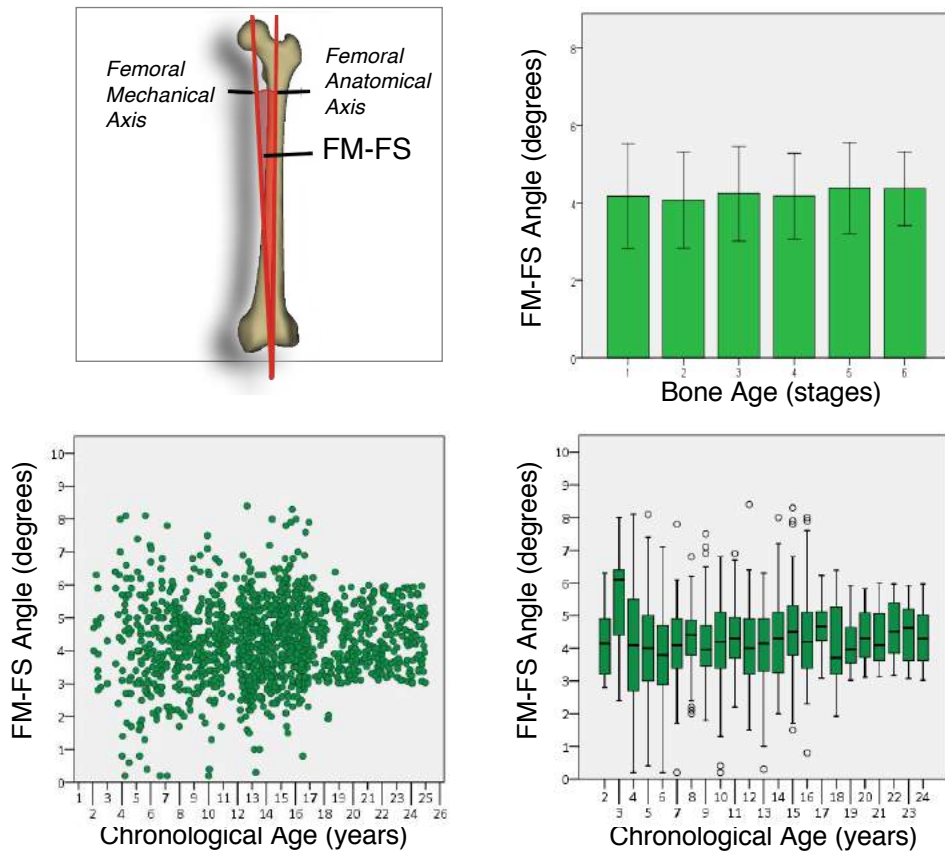 Femoral
Mechanical
Axis
Femoral
Anatomical
Axis
FM-FS
FM-FS Angle (degrees)
8
6
4
2
0
1 2 3 4 5 6
Bone Age (stages)
FM-FS Angle (degrees)
10
9
8
7
6
5
4
3
2
1
0
1 3 5 7 9 11 13 15 17 19 21 23 25
2 4 6 8 10 12 14 16 18 20 22 24 26
Chronological Age (years)
FM-FS Angle (degrees)
10
9
8
7
6
5
4
3
2
1
0
2 4 5 7 8 10 12 14 16 18 20 22 24
3 5 7 9 11 13 15 17 19 21 23
Chronological Age (years)